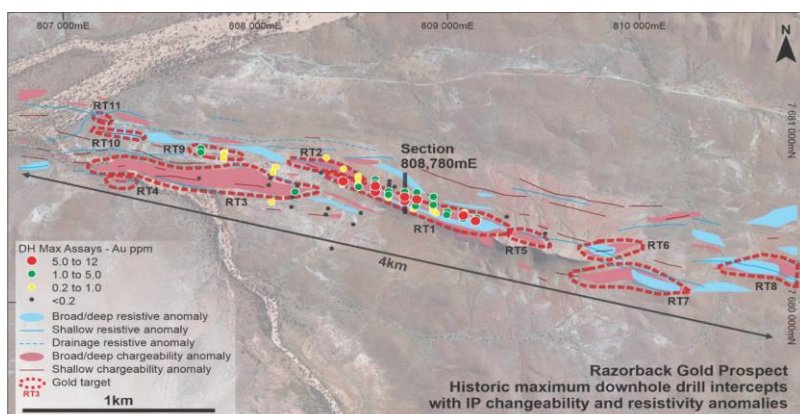 807 000mE
808 000mE
809 000mE
810 000mE
N
RT11
RT10
RT9
RT2
Section
808,780mE
7 681 000mN
RT4
RT3
RT1
RT5
RT6
RT7
RT8
4km
7 680 000mN
DH Max Assays - Au ppm
5.0 to 12
1.0 to 5.0
0.2 to 1.0
<0.2
Broad/deep resistive anomaly
Shallow resistive anomaly
Drainage resistive anomaly
Broad/deep chargeability anomaly
Shallow chargeability anomaly
Gold target
RT3
1km
Razorback Gold Prospect
Historic maximum downhole drill intercepts
with IP changeability and resistivity anomalies